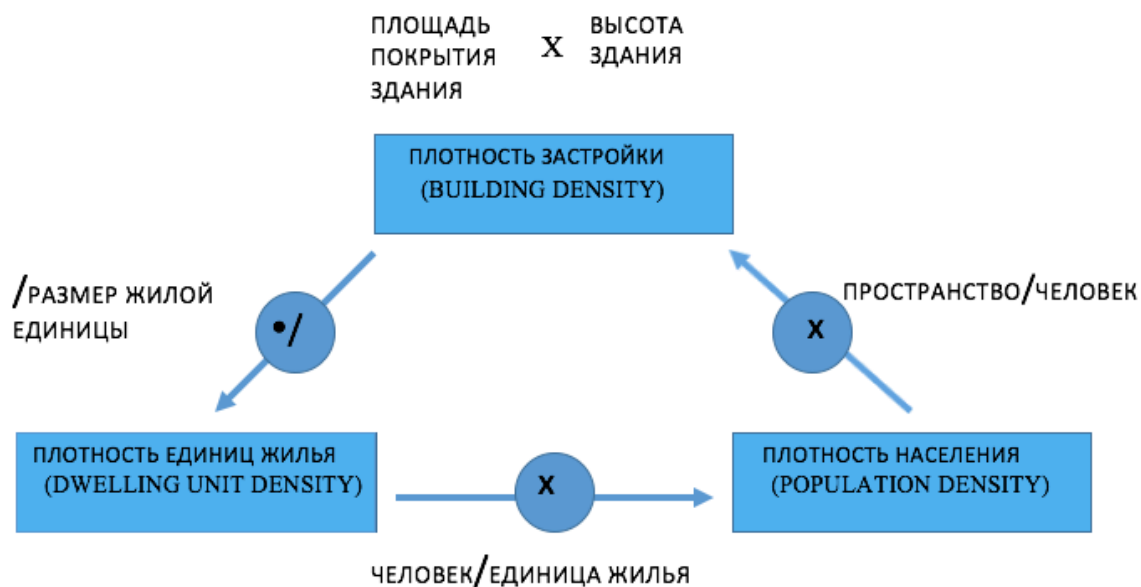 ПЛОЩАДЬ
ПОКРЫТИЯ
ЗДАНИЯ
X
ВЫСОТА
ЗДАНИЯ
ПЛОТНОСТЬ ЗАСТРОЙКИ
(BUILDING DENSITY)
/РАЗМЕР ЖИЛОЙ
ЕДИНИЦЫ
•/
X
ПРОСТРАНСТВО/ЧЕЛОВЕК
ПЛОТНОСТЬ ЕДИНИЦ ЖИЛЬЯ
(DWELLING UNIT DENSITY)
X
ПЛОТНОСТЬ НАСЕЛЕНИЯ
(POPULATION DENSITY)
ЧЕЛОВЕК/ЕДИНИЦА ЖИЛЬЯ